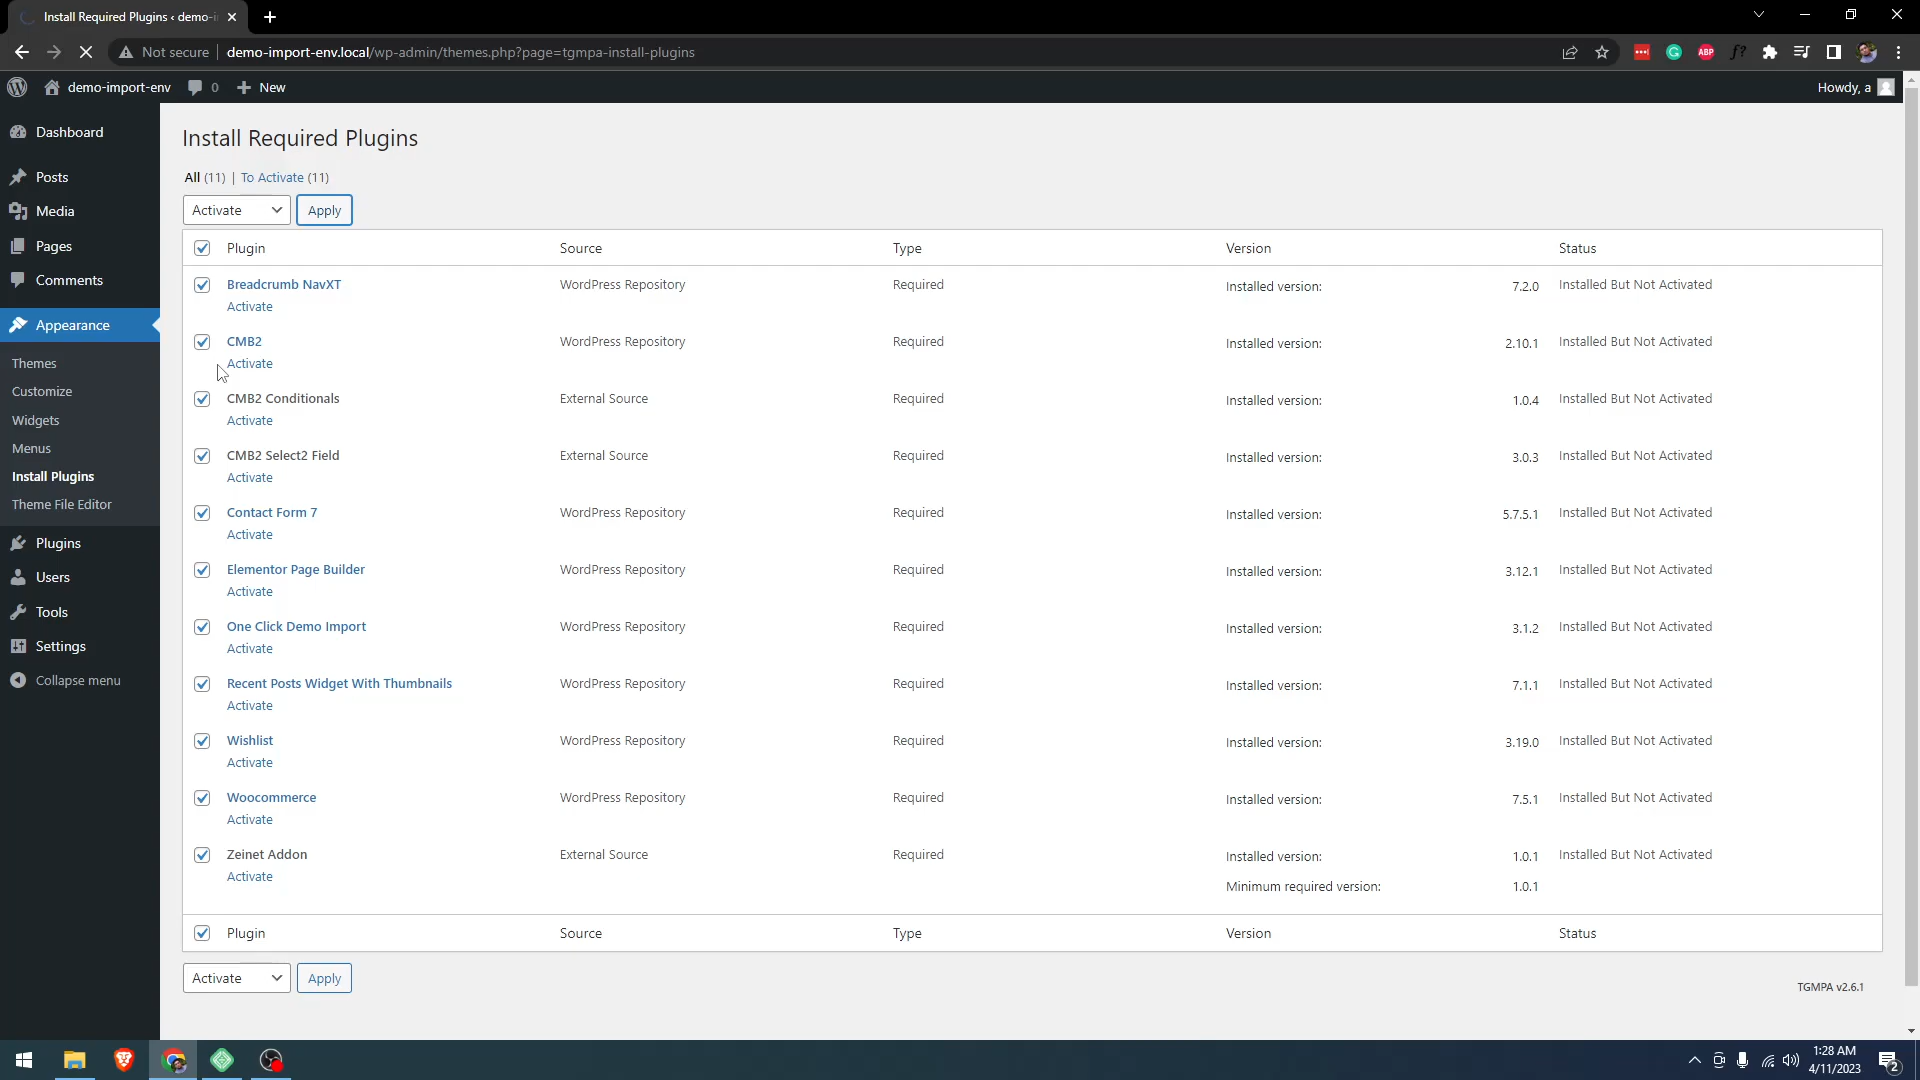 Install Required Plugins ‹ demo-i
Not secure demo-import-env.local/wp-admin/themes.php?page=tgmpa-install-plugins
ABP f?
demo-import-env 0 New Howdy, a
Dashboard
Posts
Media
Pages
Comments
Appearance
Themes
Customize
Widgets
Menus
Install Plugins
Theme File Editor
Plugins
Users
Tools
Settings
Collapse menu
Install Required Plugins
All (11) | To Activate (11)
Activate Apply
Plugin Source Type Version Status
Breadcrumb NavXT WordPress Repository Required Installed version: 7.2.0 Installed But Not Activated
Activate
CMB2 WordPress Repository Required Installed version: 2.10.1 Installed But Not Activated
Activate
CMB2 Conditionals External Source Required Installed version: 1.0.4 Installed But Not Activated
Activate
CMB2 Select2 Field External Source Required Installed version: 3.0.3 Installed But Not Activated
Activate
Contact Form 7 WordPress Repository Required Installed version: 5.7.5.1 Installed But Not Activated
Activate
Elementor Page Builder WordPress Repository Required Installed version: 3.12.1 Installed But Not Activated
Activate
One Click Demo Import WordPress Repository Required Installed version: 3.1.2 Installed But Not Activated
Activate
Recent Posts Widget With Thumbnails WordPress Repository Required Installed version: 7.1.1 Installed But Not Activated
Activate
Wishlist WordPress Repository Required Installed version: 3.19.0 Installed But Not Activated
Activate
Woocommerce WordPress Repository Required Installed version: 7.5.1 Installed But Not Activated
Activate
Zeinet Addon External Source Required Installed version: 1.0.1 Installed But Not Activated
Activate Minimum required version: 1.0.1
Plugin Source Type Version Status
Activate Apply
TGMPA v2.6.1
1:28 AM
4/11/2023
2